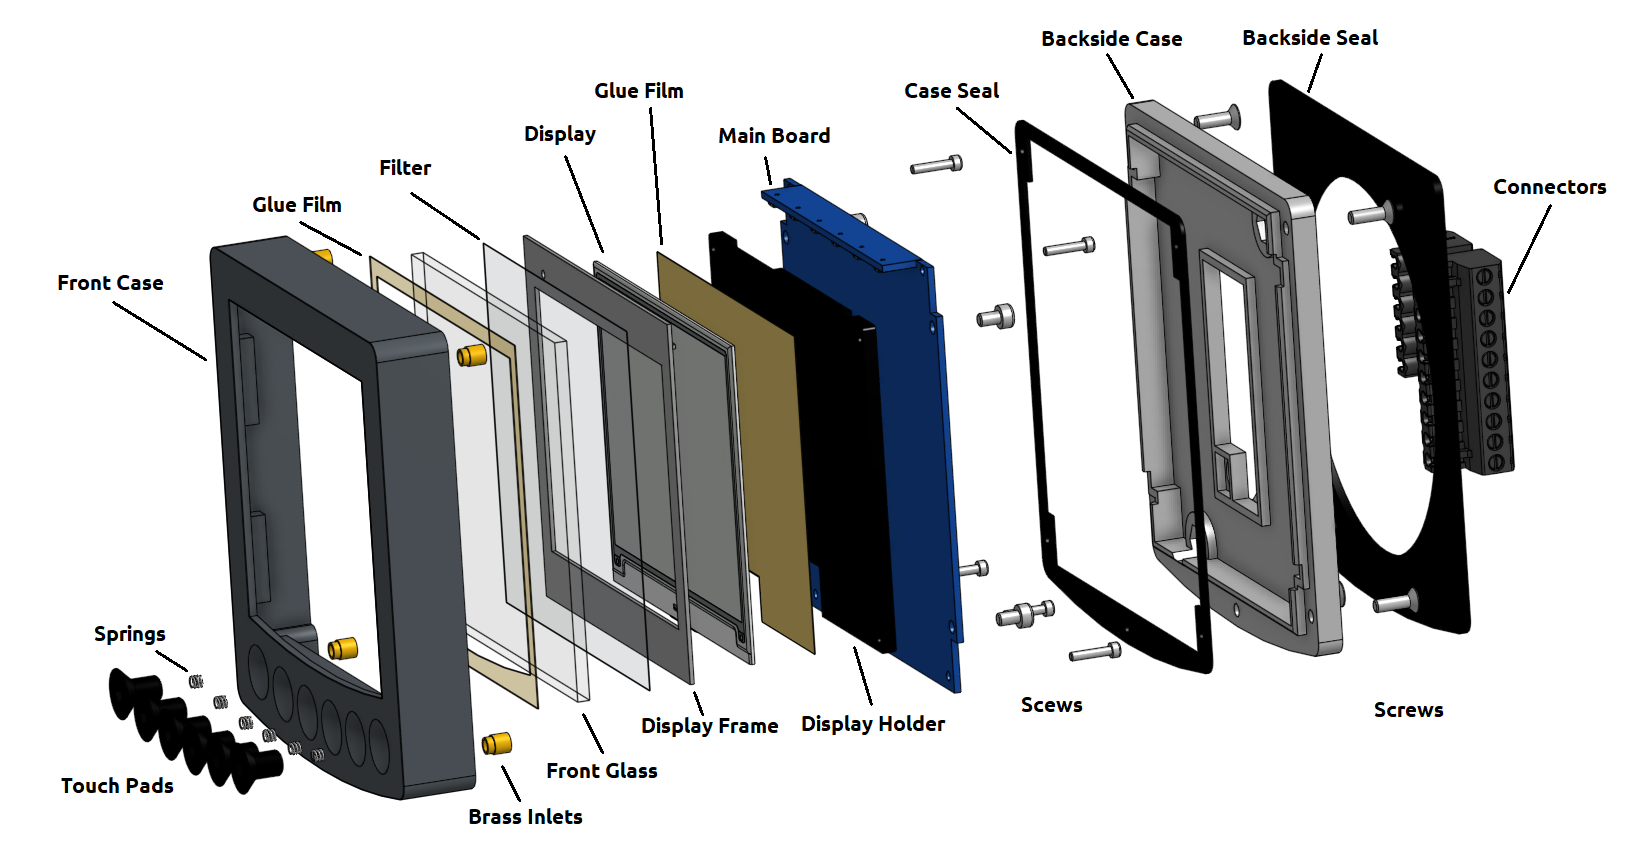 Backside Case
Backside Seal
Glue Film
Case Seal
Display
Main Board
Filter
Connectors
Glue Film
Front Case
Springs
Scews
Screws
Display Frame
Display Holder
Front Glass
Touch Pads
Brass Inlets